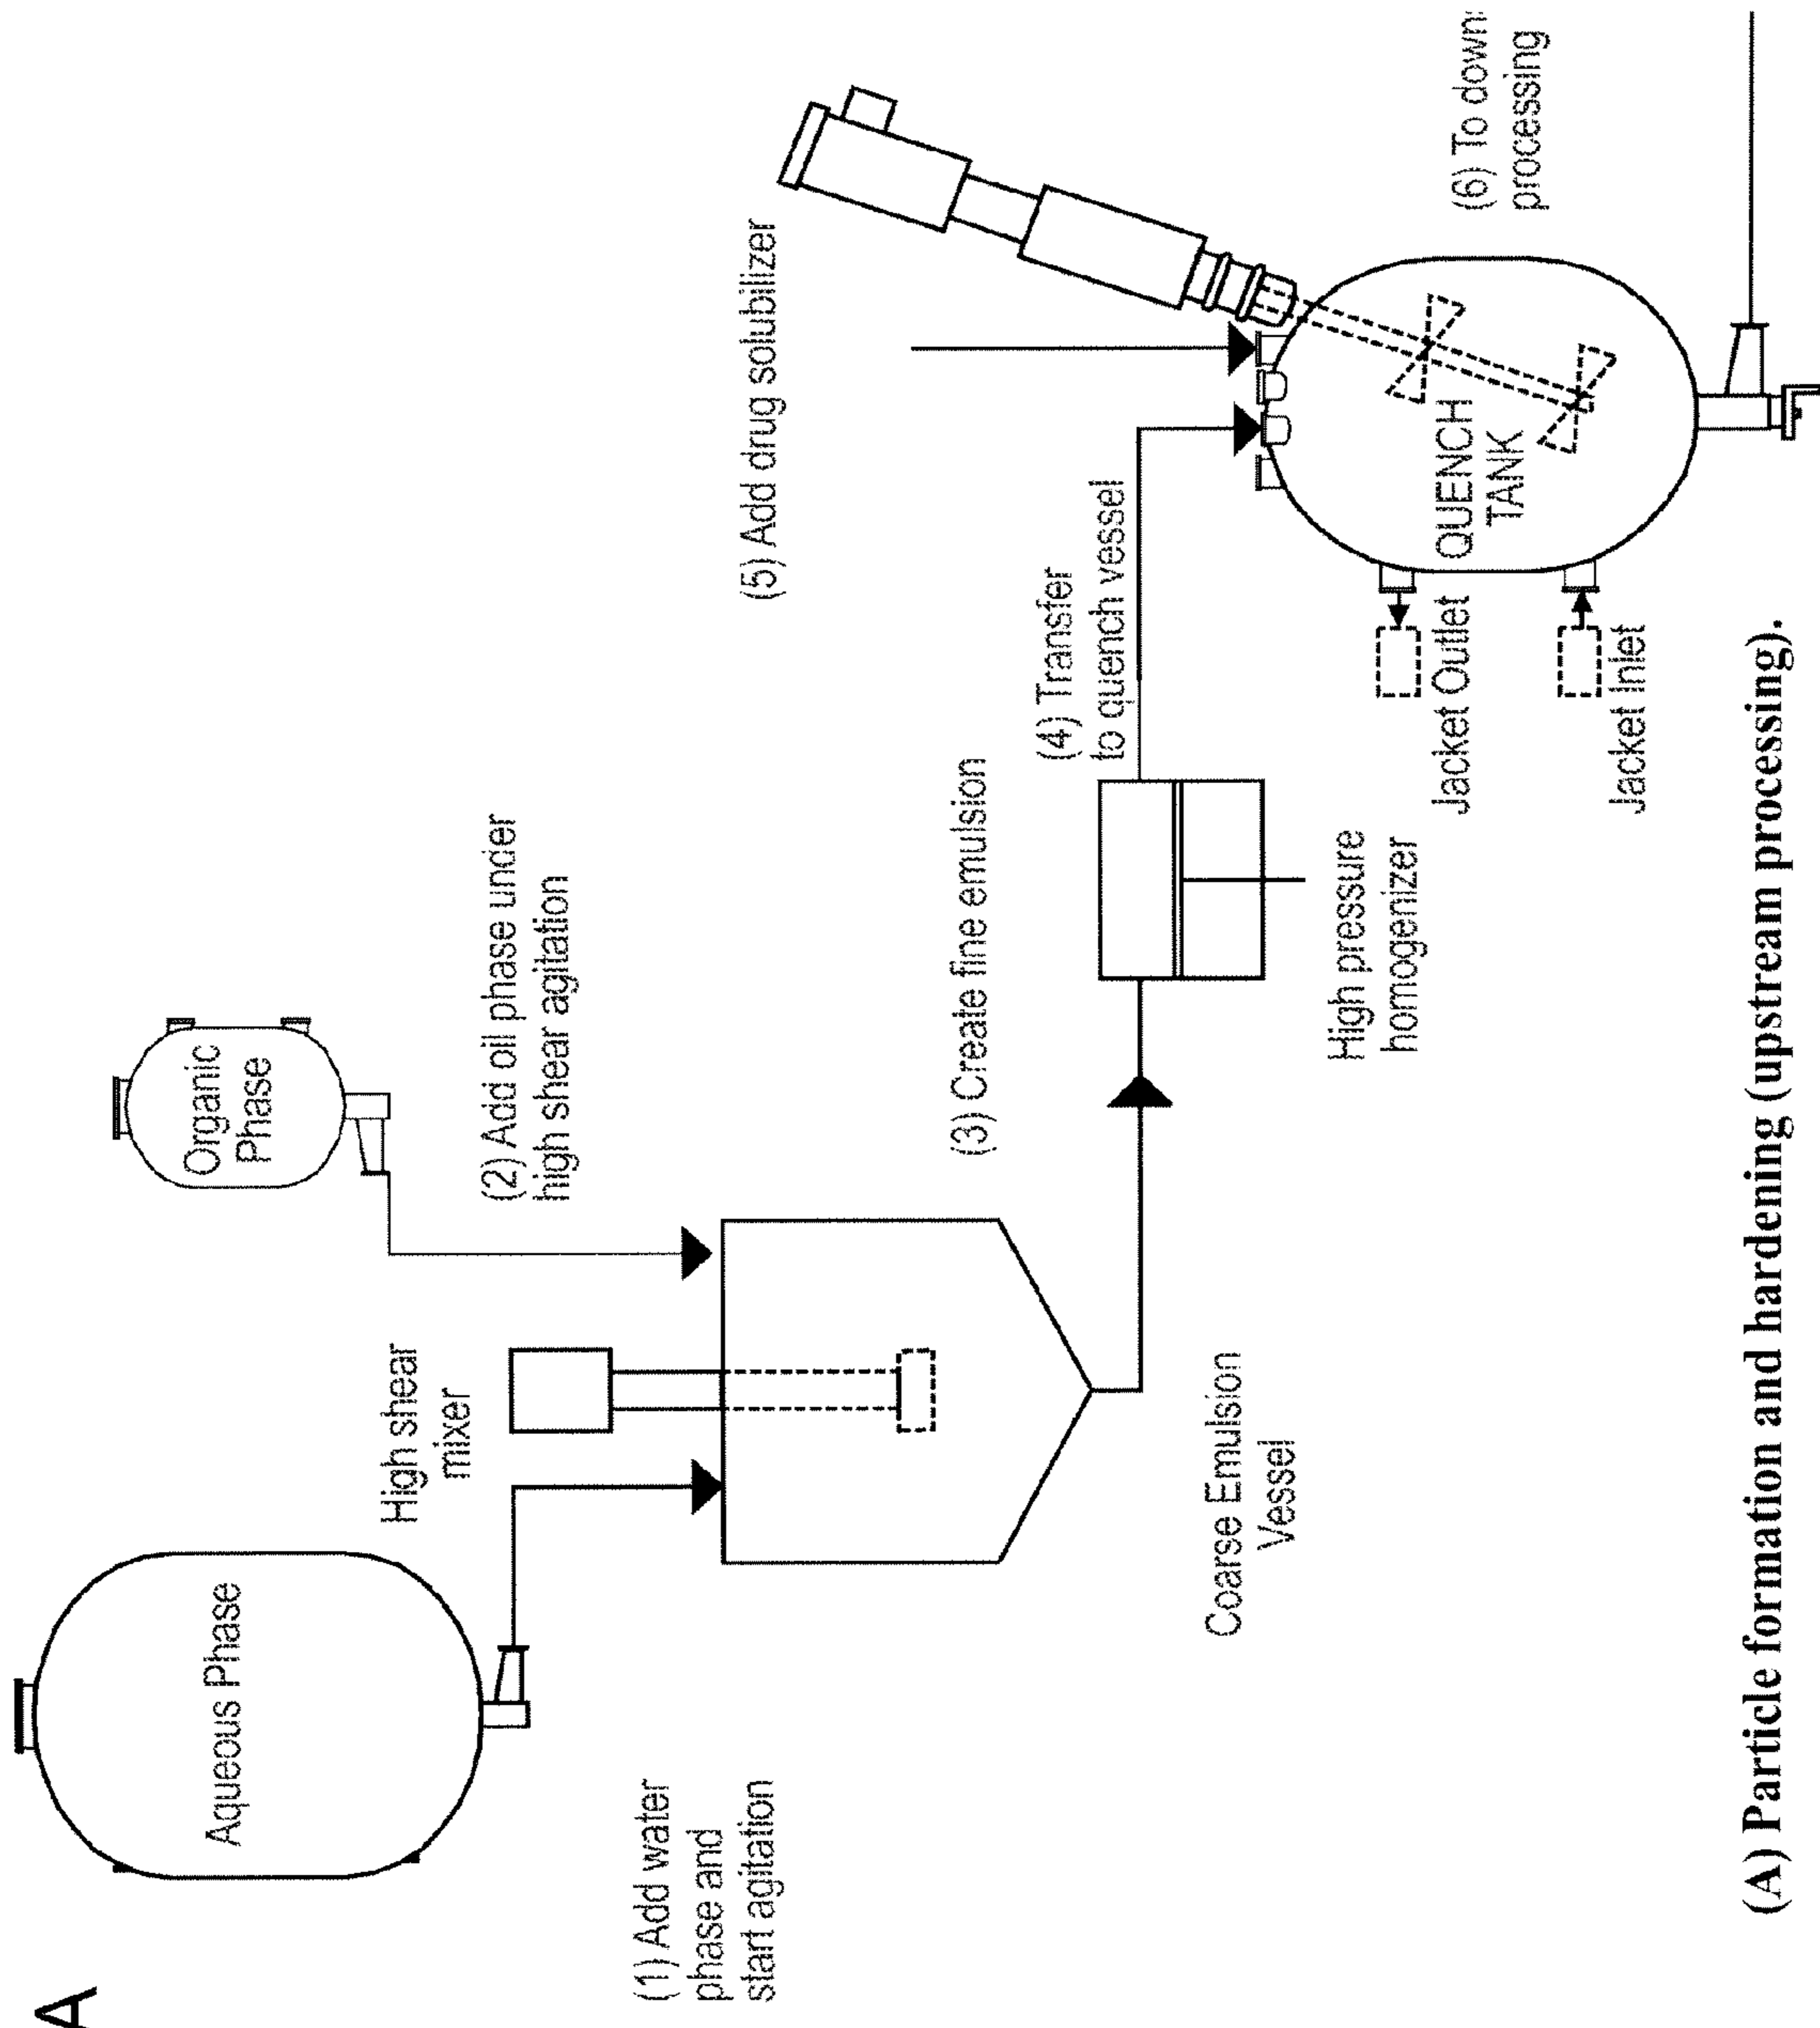 A
Aqueous Phase
(1) Add water
phase and
start agitation
High shear
mixer
Organic
Phase
(2) Add oil phase under
high shear agitation
Coarse Emulsion
Vessel
(3) Create fine emulsion
High pressure
homogenizer
(4) Transfer
to quench vessel
(5) Add drug solubilizer
QUENCH
TANK
Jacket Outlet
Jacket Inlet
(6) To down
processing
(A) Particle formation and hardening (upstream processing).